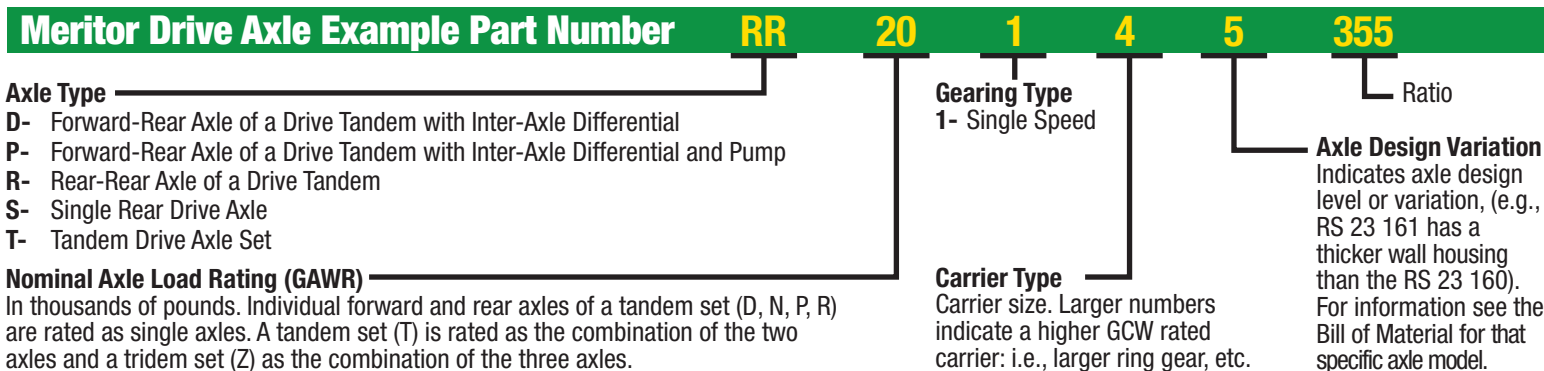 Meritor Drive Axle Example Part Number RR 20 1 4 5 355
Axle Type
D- Forward-Rear Axle of a Drive Tandem with Inter-Axle Differential
P- Forward-Rear Axle of a Drive Tandem with Inter-Axle Differential and Pump
R- Rear-Rear Axle of a Drive Tandem
S- Single Rear Drive Axle
T- Tandem Drive Axle Set
Nominal Axle Load Rating (GAWR)
In thousands of pounds. Individual forward and rear axles of a tandem set (D, N, P, R)
are rated as single axles. A tandem set (T) is rated as the combination of the two
axles and a tridem set (Z) as the combination of the three axles.
Gearing Type
1- Single Speed
Carrier Type
Carrier size. Larger numbers
indicate a higher GCW rated
carrier: i.e., larger ring gear, etc.
Ratio
Axle Design Variation
Indicates axle design
level or variation, (e.g.,
RS 23 161 has a
thicker wall housing
than the RS 23 160).
For information see the
Bill of Material for that
specific axle model.